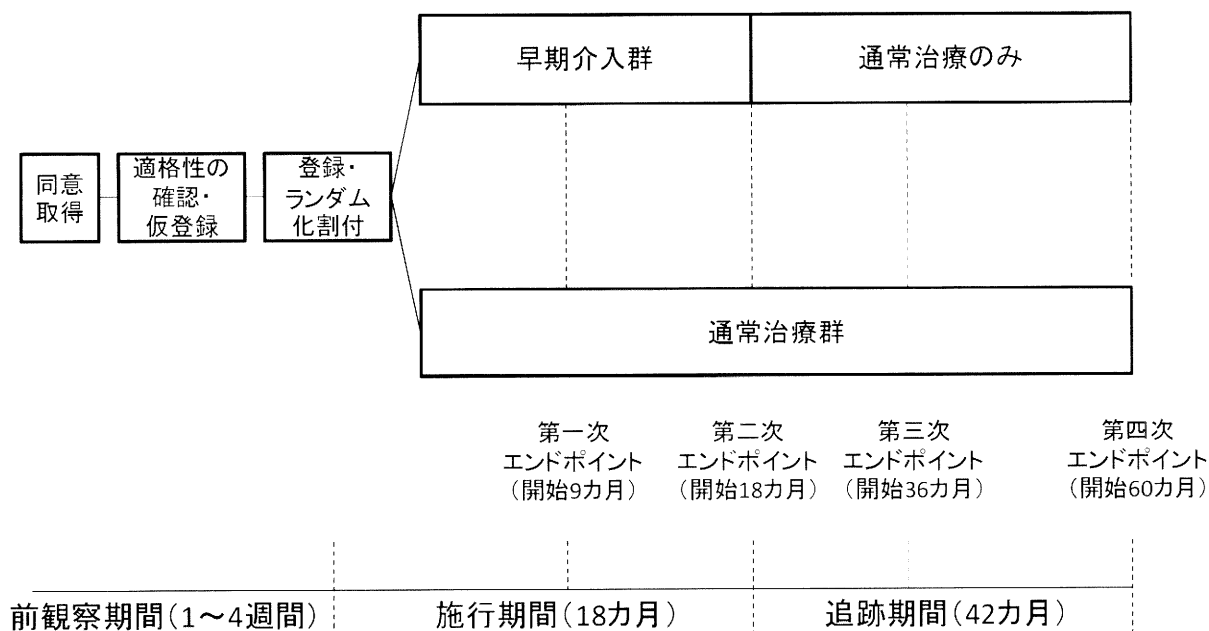 早期介入群
通常治療のみ
同意
取得
適格性の
確認・
仮登録
登録・
ランダム
化割付
通常治療群
第一次
エンドポイント
(開始9カ月)
第二次
エンドポイント
(開始18カ月)
第三次
エンドポイント
(開始36カ月)
第四次
エンドポイント
(開始60カ月)
前観察期間(1～4週間)
施行期間(18カ月)
追跡期間(42カ月)